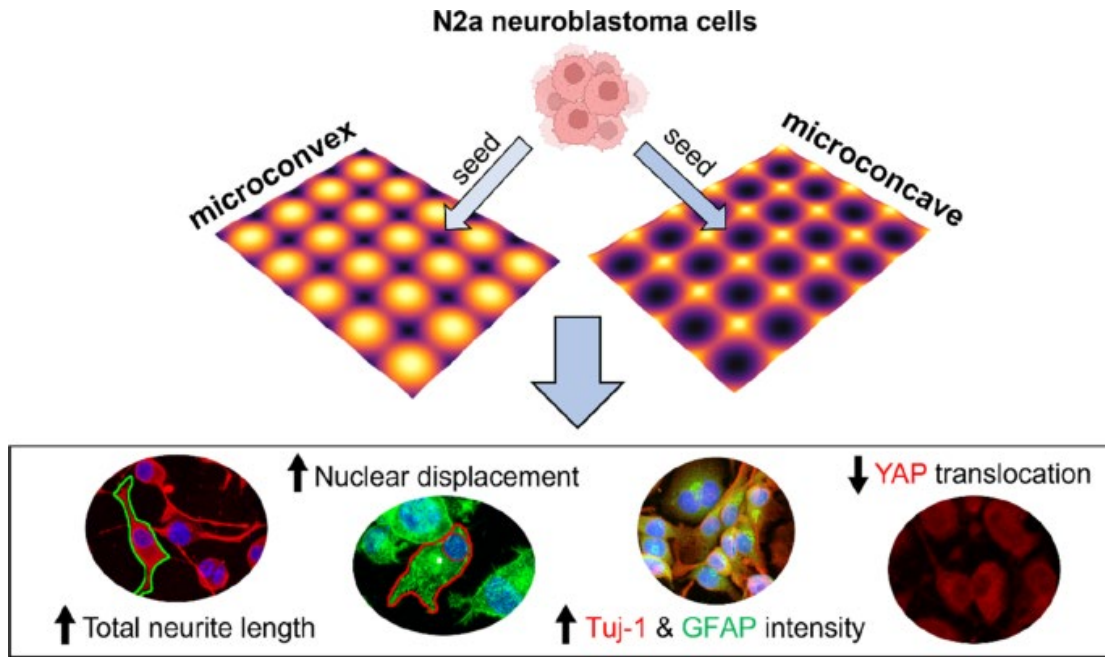 N2a neuroblastoma cells
microconvex
seed
seed
microconcave
↑ Nuclear displacement
↓ YAP translocation
↑ Total neurite length
↑ Tuj-1 & GFAP intensity